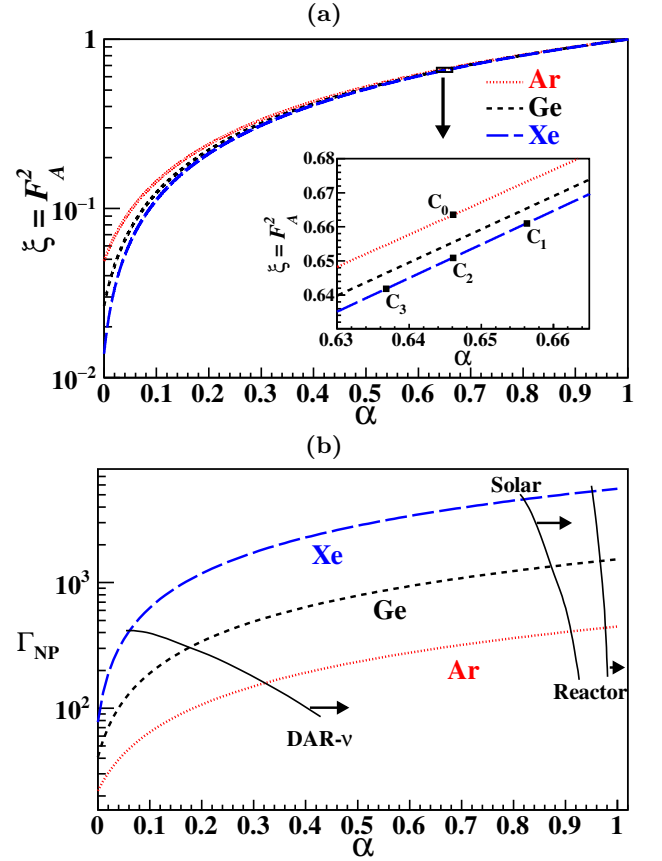 (a)
1
Ar
Ge
Xe
10⁻¹
10⁻²
ξ = F²_A
0 0.1 0.2 0.3 0.4 0.5 0.6 0.7 0.8 0.9 1
α
0.68
0.67
0.66
0.65
0.64
ξ = F²_A
C₀
C₁
C₂
C₃
0.63 0.64 0.65 0.66
α
(b)
Solar
Xe
10³
Ge
Γ_NP
Ar
Reactor
10²
DAR-ν
0 0.1 0.2 0.3 0.4 0.5 0.6 0.7 0.8 0.9 1
α